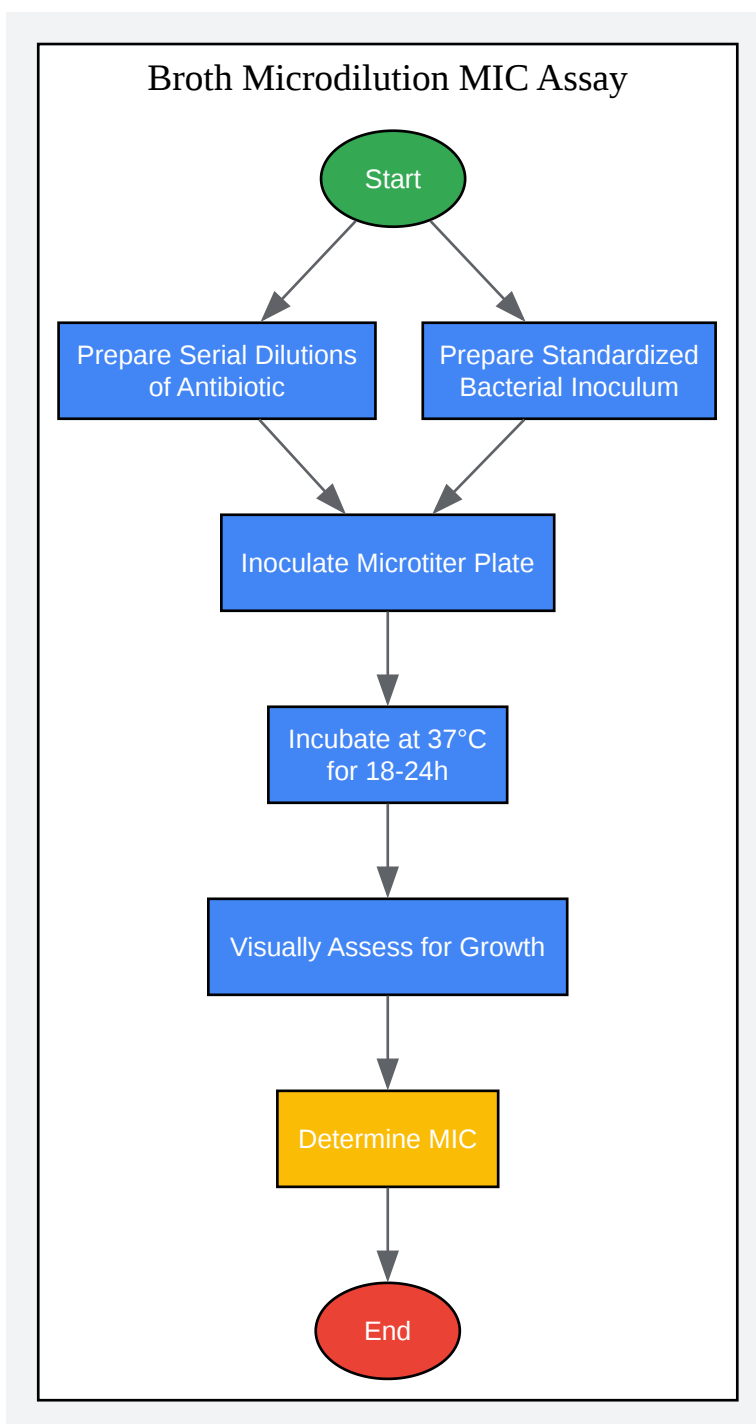 Broth Microdilution MIC Assay
Start
Prepare Serial Dilutions
of Antibiotic
Prepare Standardized
Bacterial Inoculum
Inoculate Microtiter Plate
Incubate at 37°C
for 18-24h
Visually Assess for Growth
Determine MIC
End